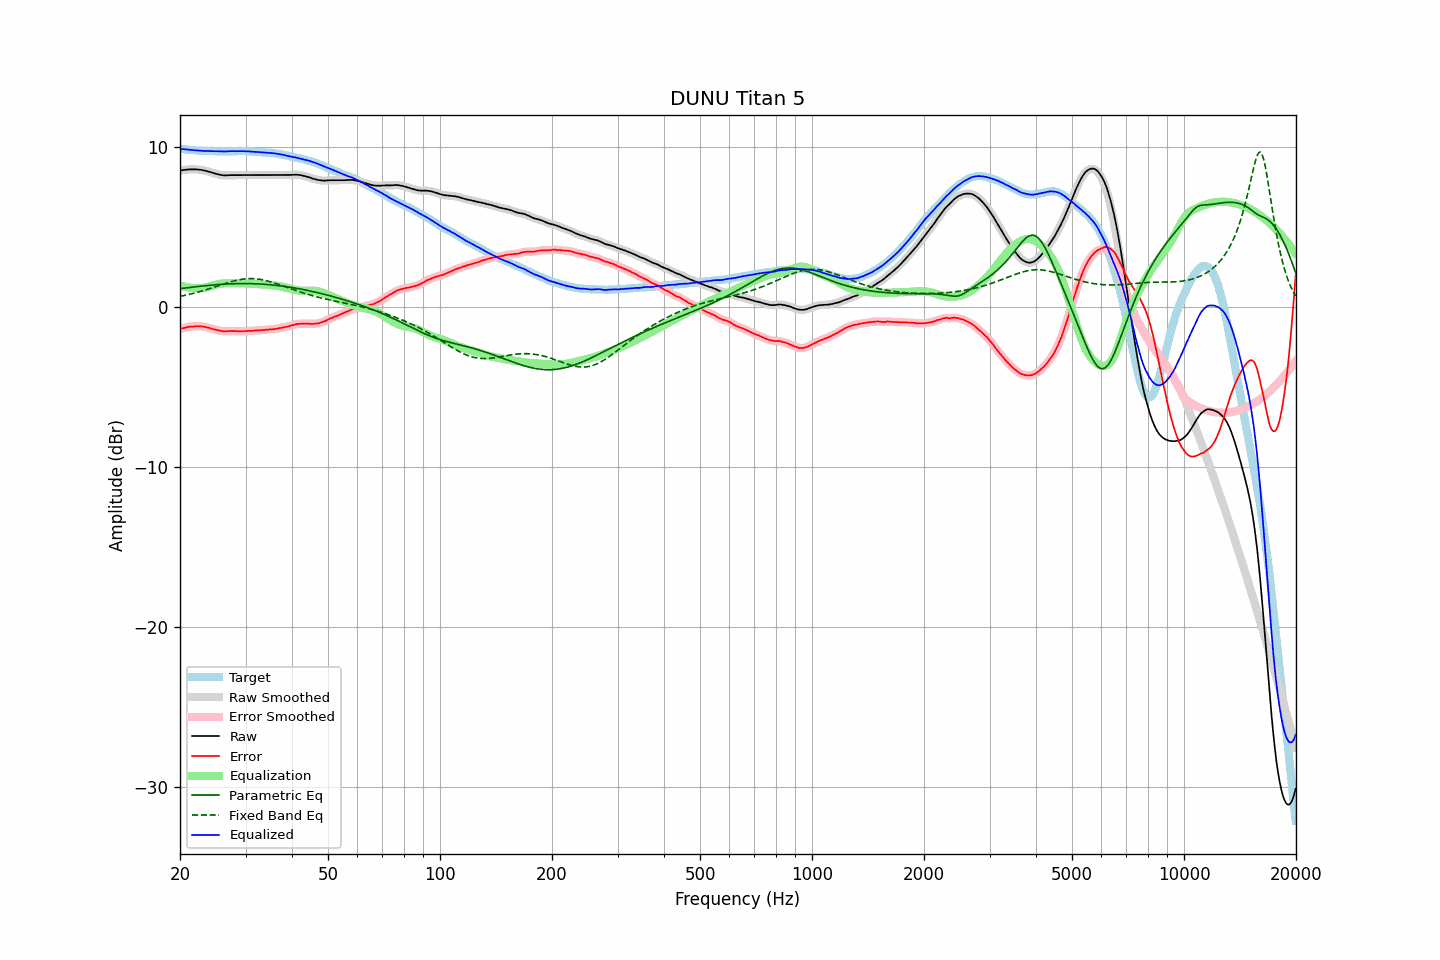 DUNU Titan 5
Amplitude (dBr)
10
0
−10
−20
−30
Target
Raw Smoothed
Error Smoothed
Raw
Error
Equalization
Parametric Eq
Fixed Band Eq
Equalized
20 50 100 200 500 1000 2000 5000 10000 20000
Frequency (Hz)